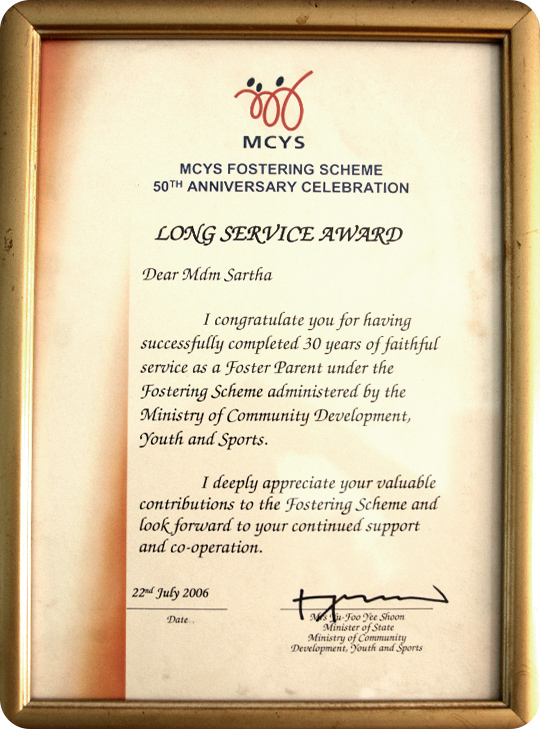 MCYS
MCYS FOSTERING SCHEME
50TH ANNIVERSARY CELEBRATION
LONG SERVICE AWARD
Dear Mdm Sartha
I congratulate you for having
successfully completed 30 years of faithful
service as a Foster Parent under the
Fostering Scheme administered by the
Ministry of Community Development,
Youth and Sports.
I deeply appreciate your valuable
contributions to the Fostering Scheme and
look forward to your continued support
and co-operation.
22nd July 2006
Date
Mrs Yu-Foo Yee Shoon
Minister of State
Ministry of Community
Development, Youth and Sports